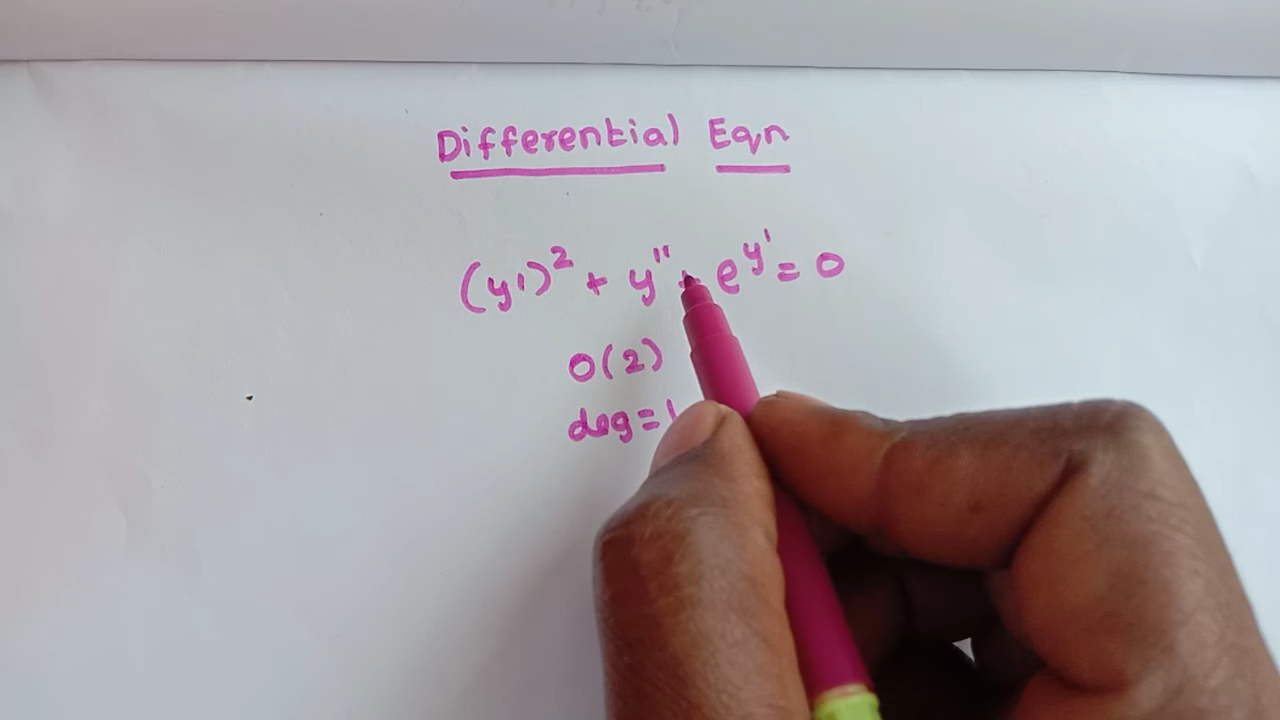 Differential Eqn
(y')² + y'' + e^y' = 0
O(2)
deg = 1